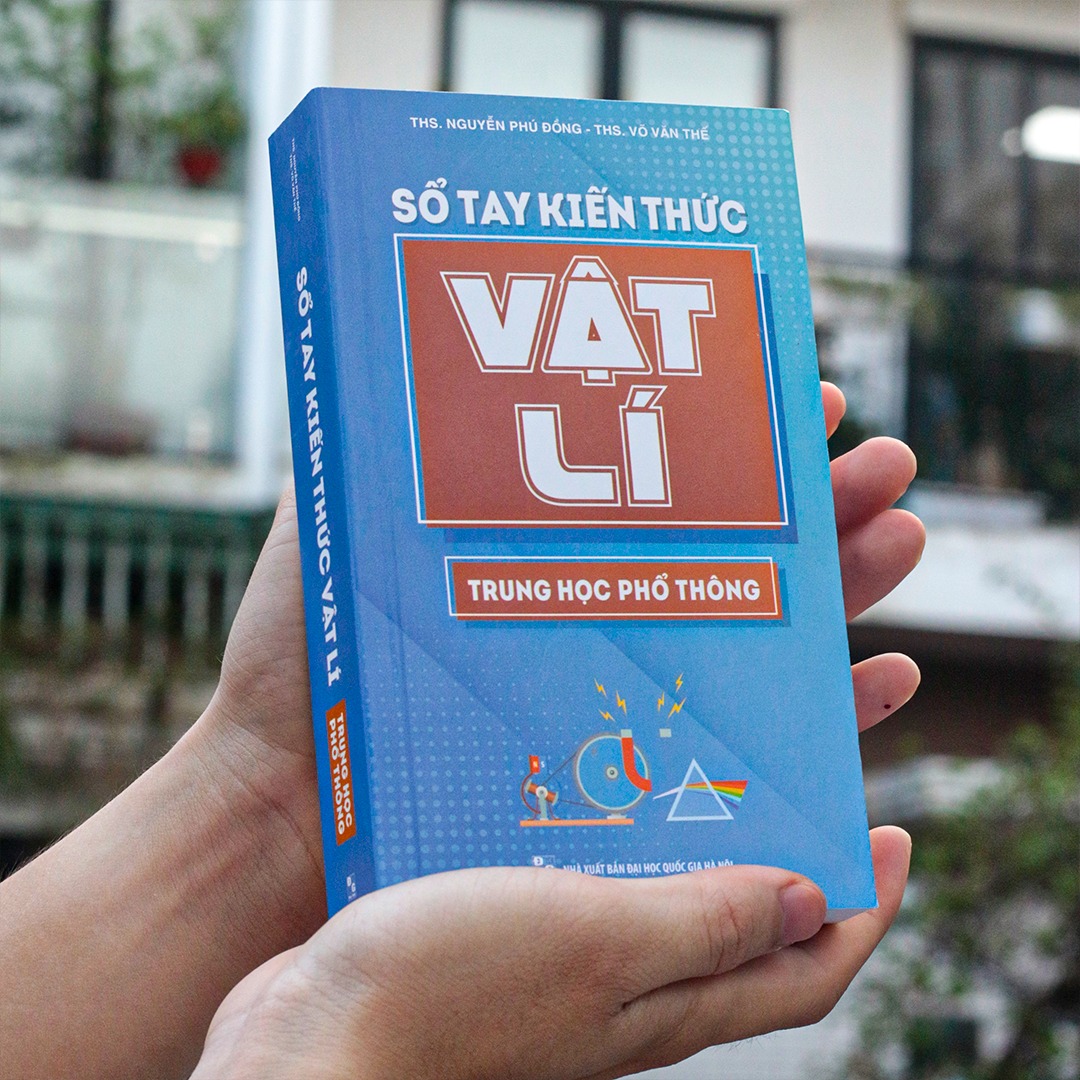 THS. NGUYỄN PHÚ ĐỒNG - THS. VÕ VĂN THẾ
SỔ TAY KIẾN THỨC
VẬT
LÍ
TRUNG HỌC PHỔ THÔNG
NHÀ XUẤT BẢN ĐẠI HỌC QUỐC GIA HÀ NỘI
SỔ TAY KIẾN THỨC VẬT LÍ
TRUNG HỌC
PHỔ THÔNG